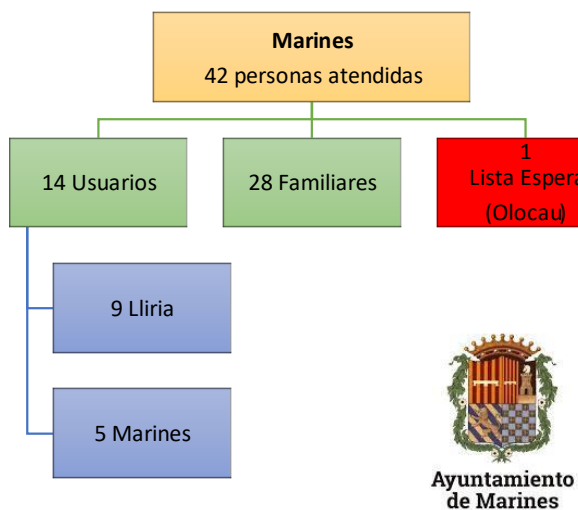 Marines
42 personas atendidas
14 Usuarios
28 Familiares
1
Lista Espera
(Olocau)
9 Lliria
5 Marines
Ayuntamiento
de Marines